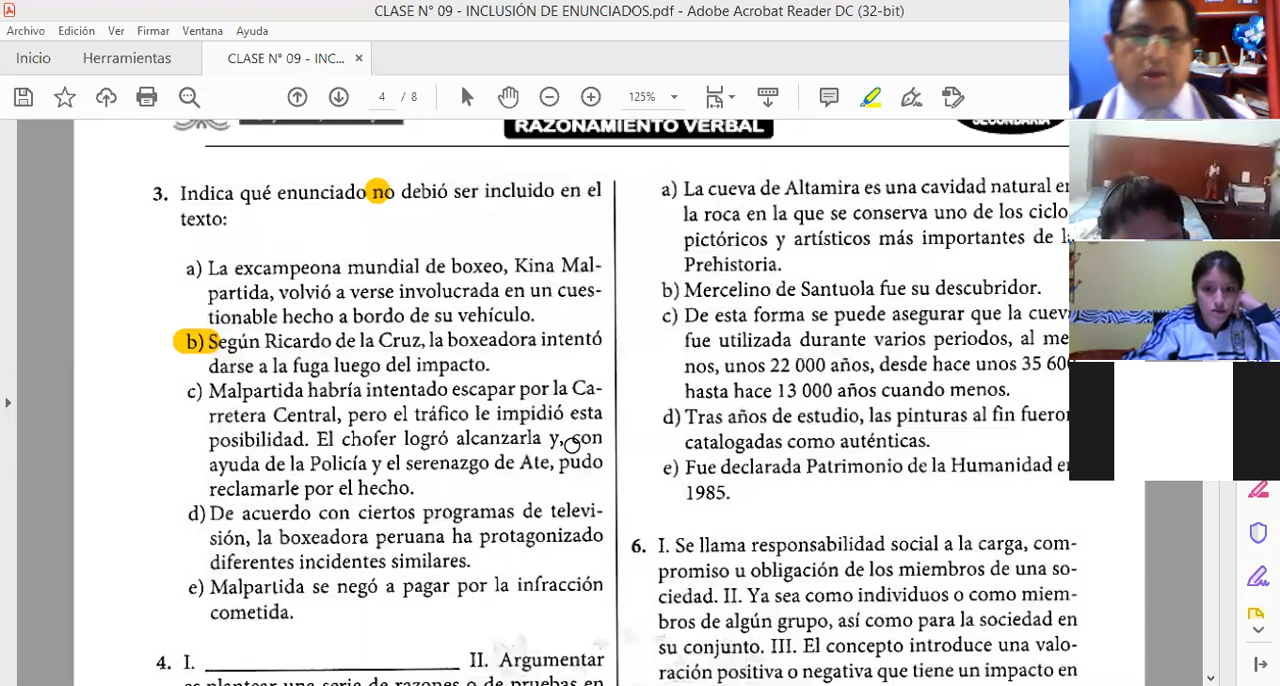 CLASE N° 09 - INCLUSIÓN DE ENUNCIADOS.pdf - Adobe Acrobat Reader DC (32-bit)
Archivo Edición Ver Firmar Ventana Ayuda
Inicio Herramientas CLASE N° 09 - INC... ×
4 / 8 125%
RAZONAMIENTO VERBAL
SECUNDARIA
3. Indica qué enunciado no debió ser incluido en el
texto:
a) La excampeona mundial de boxeo, Kina Mal-
partida, volvió a verse involucrada en un cues-
tionable hecho a bordo de su vehículo.
b) Según Ricardo de la Cruz, la boxeadora intentó
darse a la fuga luego del impacto.
c) Malpartida habría intentado escapar por la Ca-
rretera Central, pero el tráfico le impidió esta
posibilidad. El chofer logró alcanzarla y, con
ayuda de la Policía y el serenazgo de Ate, pudo
reclamarle por el hecho.
d) De acuerdo con ciertos programas de televi-
sión, la boxeadora peruana ha protagonizado
diferentes incidentes similares.
e) Malpartida se negó a pagar por la infracción
cometida.
4. I. ____________________ II. Argumentar
es plantear una serie de razones o de pruebas en
a) La cueva de Altamira es una cavidad natural en
la roca en la que se conserva uno de los ciclo
pictóricos y artísticos más importantes de l
Prehistoria.
b) Mercelino de Santuola fue su descubridor.
c) De esta forma se puede asegurar que la cuev
fue utilizada durante varios periodos, al me
nos, unos 22 000 años, desde hace unos 35 600
hasta hace 13 000 años cuando menos.
d) Tras años de estudio, las pinturas al fin fuero
catalogadas como auténticas.
e) Fue declarada Patrimonio de la Humanidad e
1985.
6. I. Se llama responsabilidad social a la carga, com-
promiso u obligación de los miembros de una so-
ciedad. II. Ya sea como individuos o como miem-
bros de algún grupo, así como para la sociedad en
su conjunto. III. El concepto introduce una valo-
ración positiva o negativa que tiene un impacto en